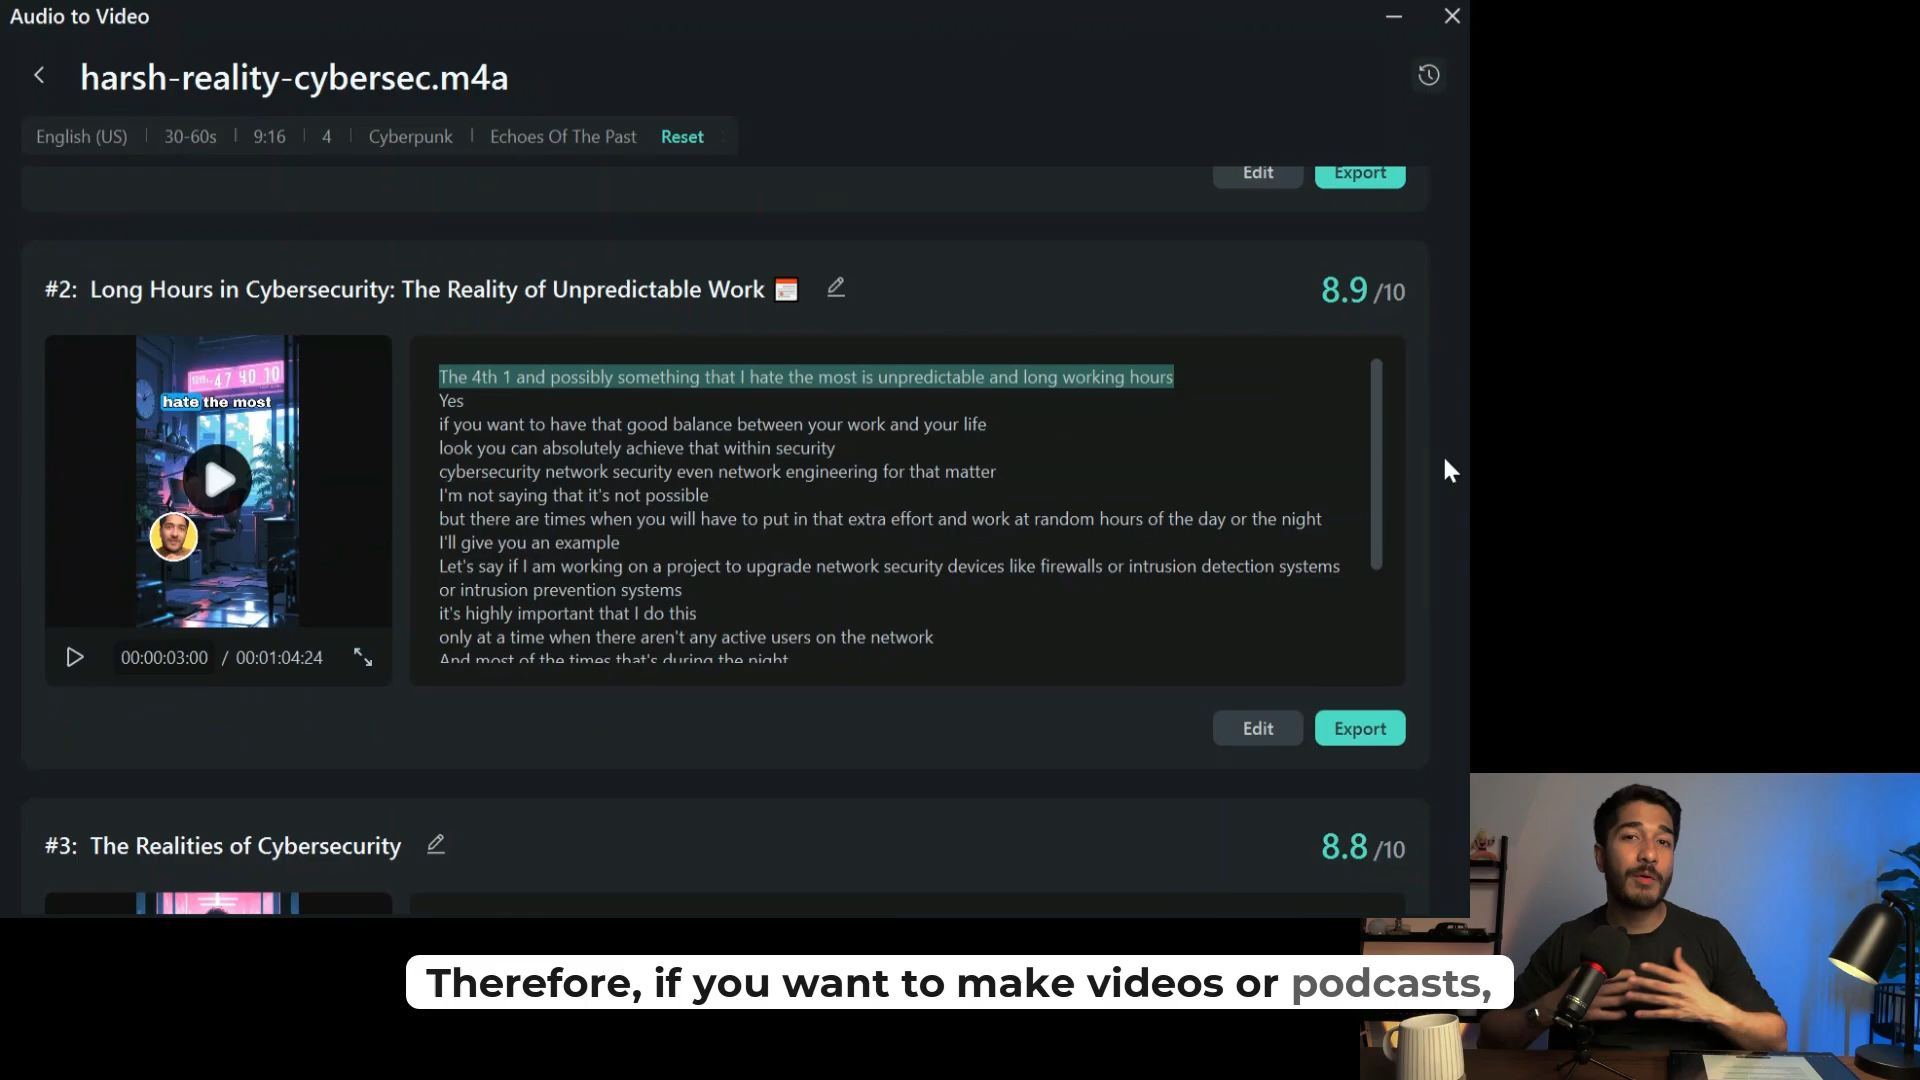 Audio to Video
harsh-reality-cybersec.m4a
English (US) | 30-60s | 9:16 | 4 | Cyberpunk | Echoes Of The Past Reset
Edit Export
#2: Long Hours in Cybersecurity: The Reality of Unpredictable Work
8.9 /10
47 40 10
hate the most
The 4th 1 and possibly something that I hate the most is unpredictable and long working hours
Yes
if you want to have that good balance between your work and your life
look you can absolutely achieve that within security
cybersecurity network security even network engineering for that matter
I'm not saying that it's not possible
but there are times when you will have to put in that extra effort and work at random hours of the day or the night
I'll give you an example
Let's say if I am working on a project to upgrade network security devices like firewalls or intrusion detection systems
or intrusion prevention systems
it's highly important that I do this
only at a time when there aren't any active users on the network
And most of the times that's during the night
00:00:03:00 / 00:01:04:24
Edit Export
#3: The Realities of Cybersecurity
8.8 /10
Therefore, if you want to make videos or podcasts,